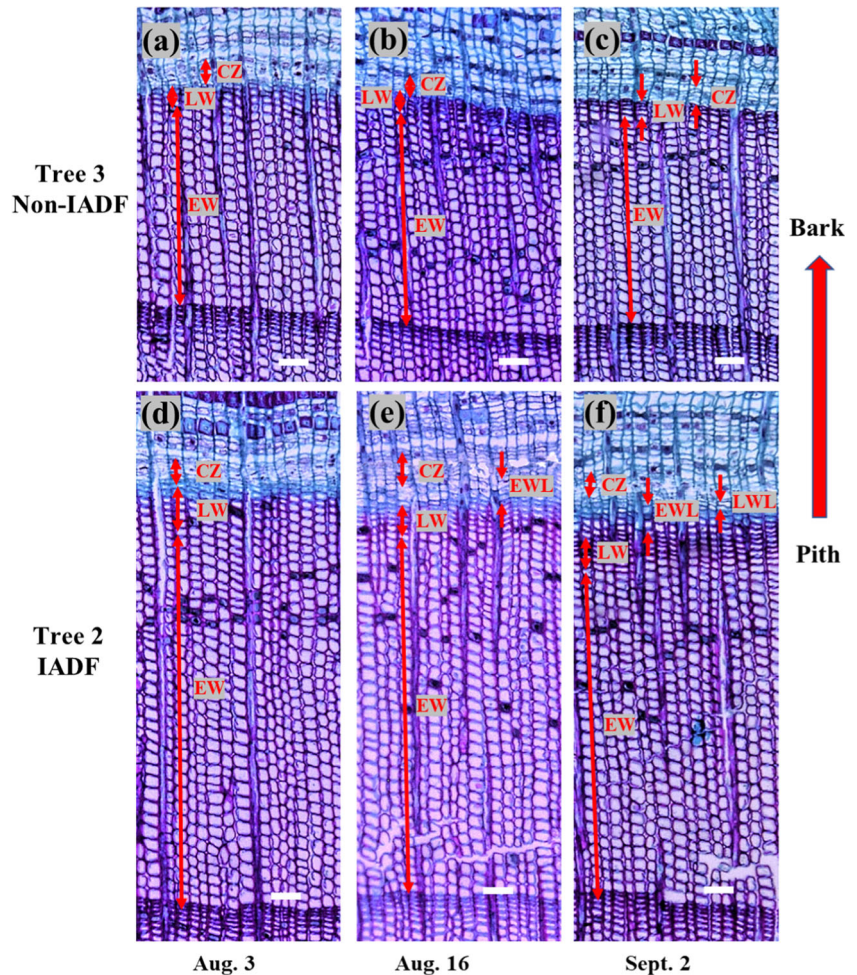 (a)
CZ
LW
EW
(b)
CZ
LW
EW
(c)
CZ
LW
EW
Tree 3
Non-IADF
Bark
Pith
(d)
CZ
LW
EW
(e)
CZ
EWL
LW
EW
(f)
CZ
EWL
LWL
LW
EW
Tree 2
IADF
Aug. 3
Aug. 16
Sept. 2